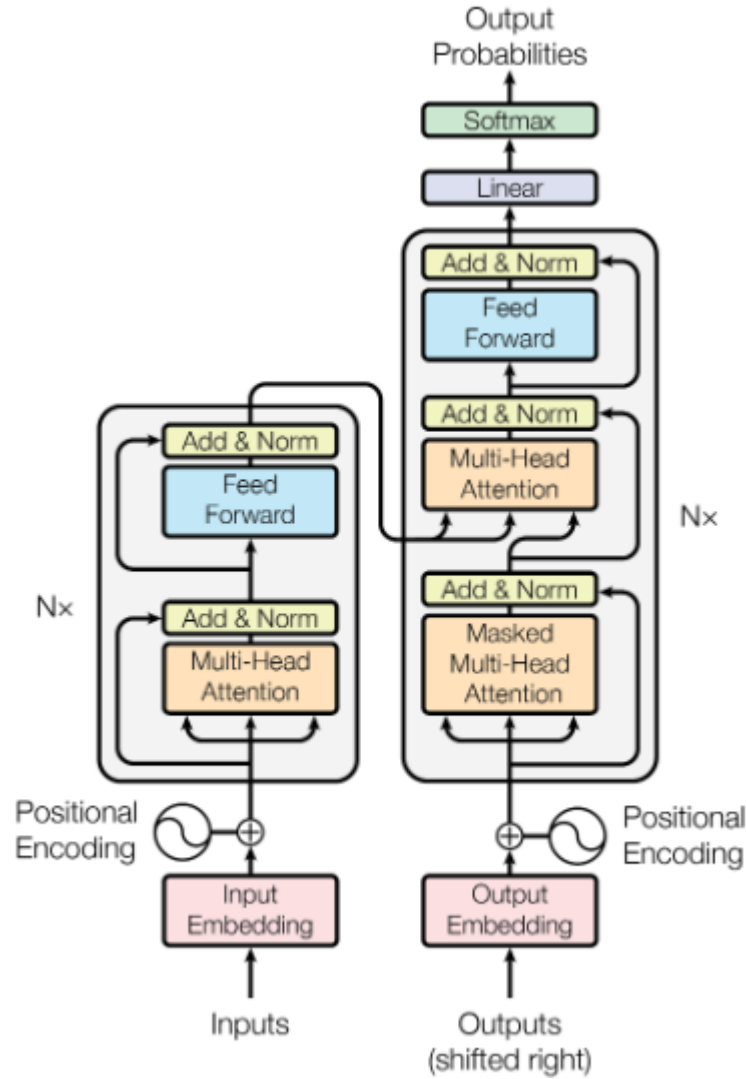 Output
Probabilities
Softmax
Linear
Add & Norm
Feed
Forward
Add & Norm
Multi-Head
Attention
Add & Norm
Masked
Multi-Head
Attention
Nx
Add & Norm
Feed
Forward
Add & Norm
Multi-Head
Attention
Nx
Positional
Encoding
Positional
Encoding
Input
Embedding
Output
Embedding
Inputs
Outputs
(shifted right)